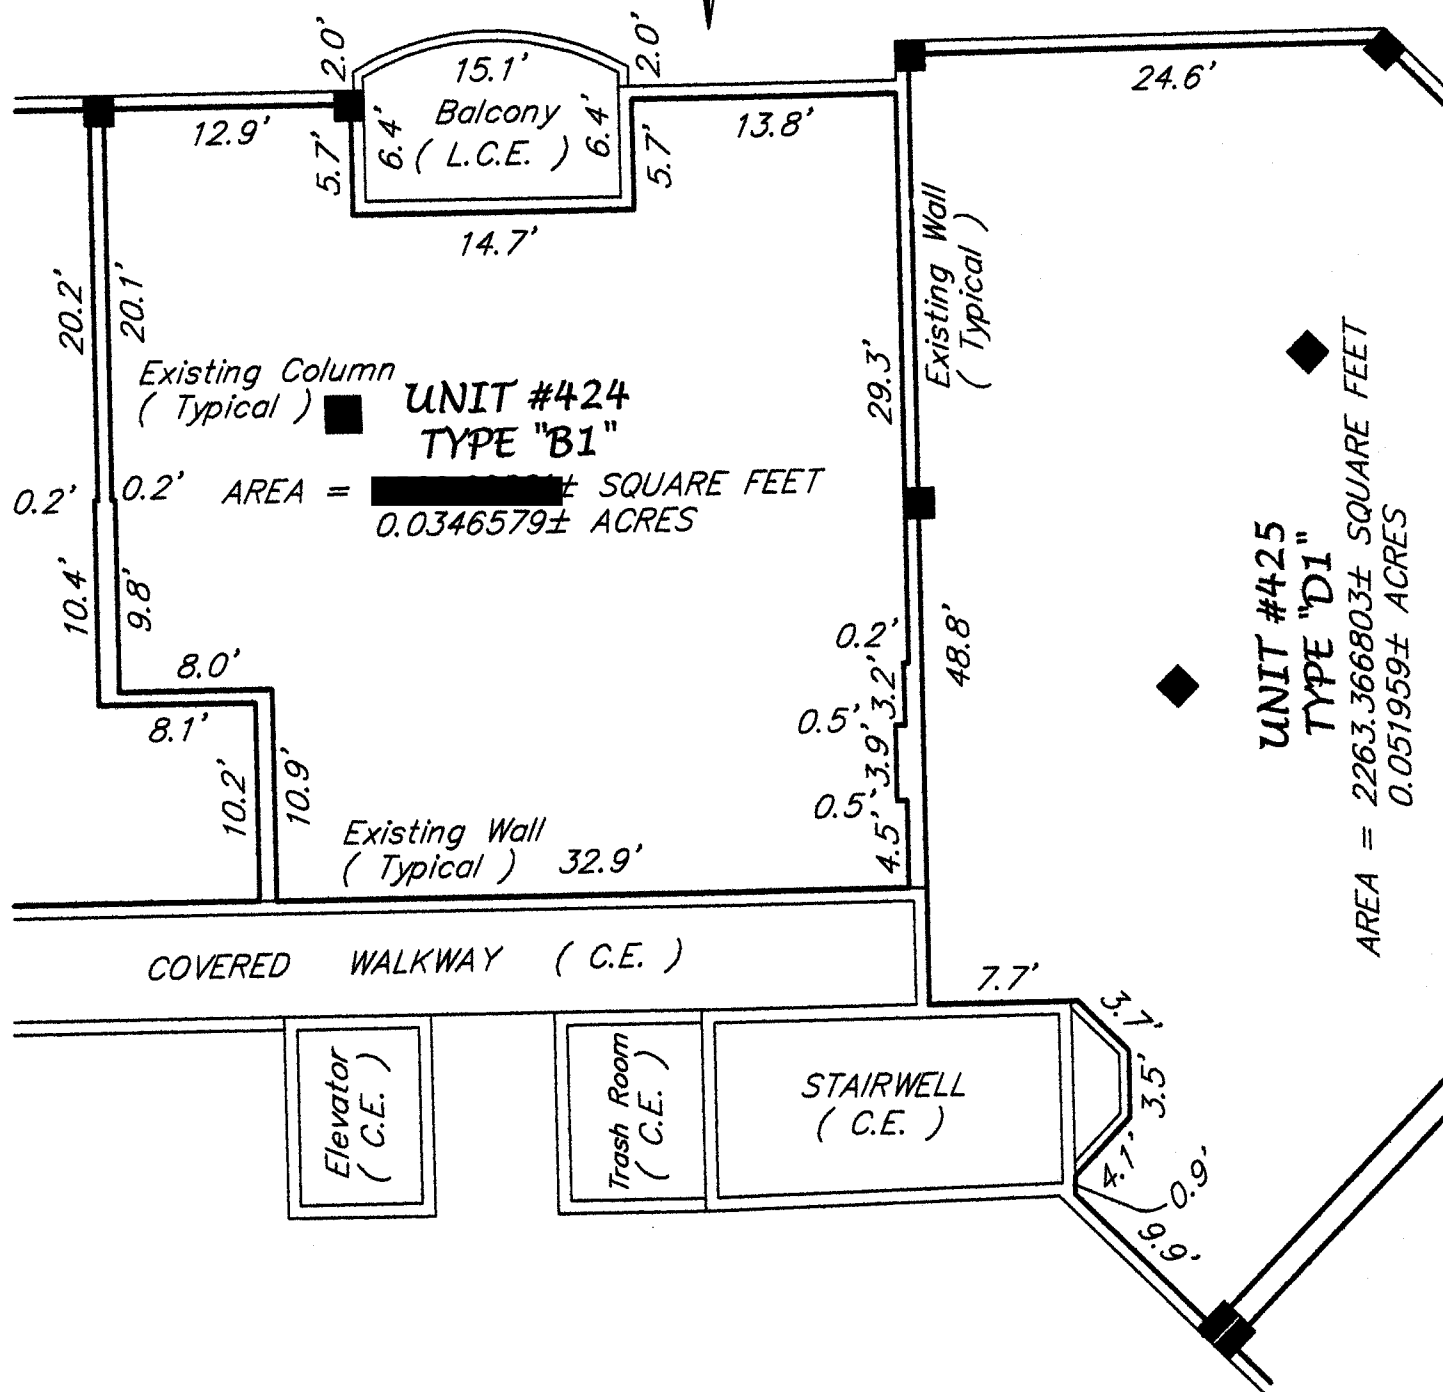 2.0'
15.1'
2.0'
24.6'
12.9'
Balcony
13.8'
5.7'
6.4'
( L.C.E. )
6.4'
5.7'
14.7'
Existing Wall
( Typical )
20.2'
20.1'
Existing Column
( Typical )
UNIT #424
TYPE "B1"
29.3'
0.2'
0.2'
AREA = ± SQUARE FEET
0.0346579± ACRES
UNIT #425
TYPE "D1"
AREA = 2263.366803± SQUARE FEET
0.051959± ACRES
10.4'
9.8'
0.2'
48.8'
8.0'
3.2'
8.1'
0.5'
3.9'
10.2'
10.9'
0.5'
Existing Wall
( Typical )
32.9'
4.5'
COVERED WALKWAY ( C.E. )
7.7'
3.7'
Elevator
( C.E. )
Trash Room
( C.E. )
STAIRWELL
( C.E. )
3.5'
4.1'
0.9'
9.9'